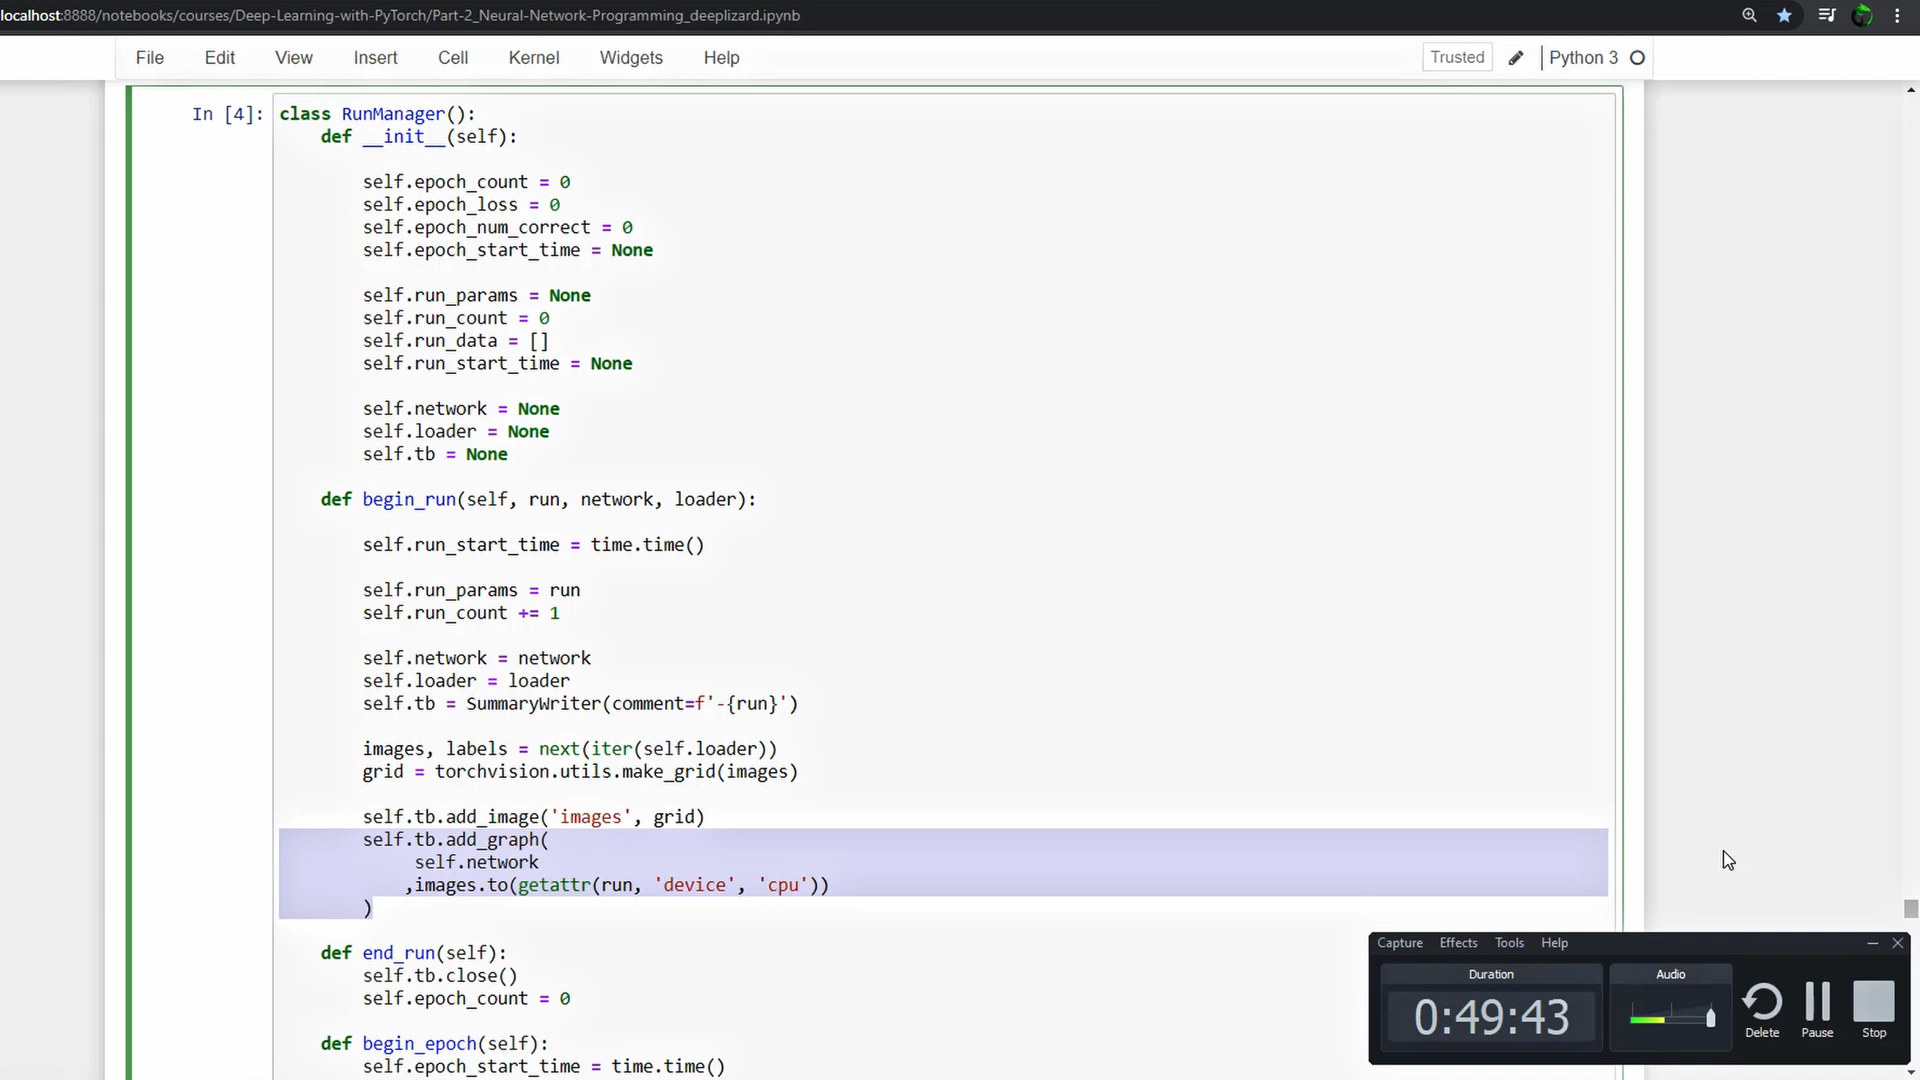 localhost:8888/notebooks/courses/Deep-Learning-with-PyTorch/Part-2_Neural-Network-Programming_deeplizard.ipynb
File Edit View Insert Cell Kernel Widgets Help Trusted Python 3
In [4]: class RunManager():
    def __init__(self):

        self.epoch_count = 0
        self.epoch_loss = 0
        self.epoch_num_correct = 0
        self.epoch_start_time = None

        self.run_params = None
        self.run_count = 0
        self.run_data = []
        self.run_start_time = None

        self.network = None
        self.loader = None
        self.tb = None

    def begin_run(self, run, network, loader):

        self.run_start_time = time.time()

        self.run_params = run
        self.run_count += 1

        self.network = network
        self.loader = loader
        self.tb = SummaryWriter(comment=f'-{run}')

        images, labels = next(iter(self.loader))
        grid = torchvision.utils.make_grid(images)

        self.tb.add_image('images', grid)
        self.tb.add_graph(
             self.network
            ,images.to(getattr(run, 'device', 'cpu'))
        )

    def end_run(self):
        self.tb.close()
        self.epoch_count = 0

    def begin_epoch(self):
        self.epoch_start_time = time.time()
Capture Effects Tools Help
Duration Audio
0:49:43
Delete Pause Stop